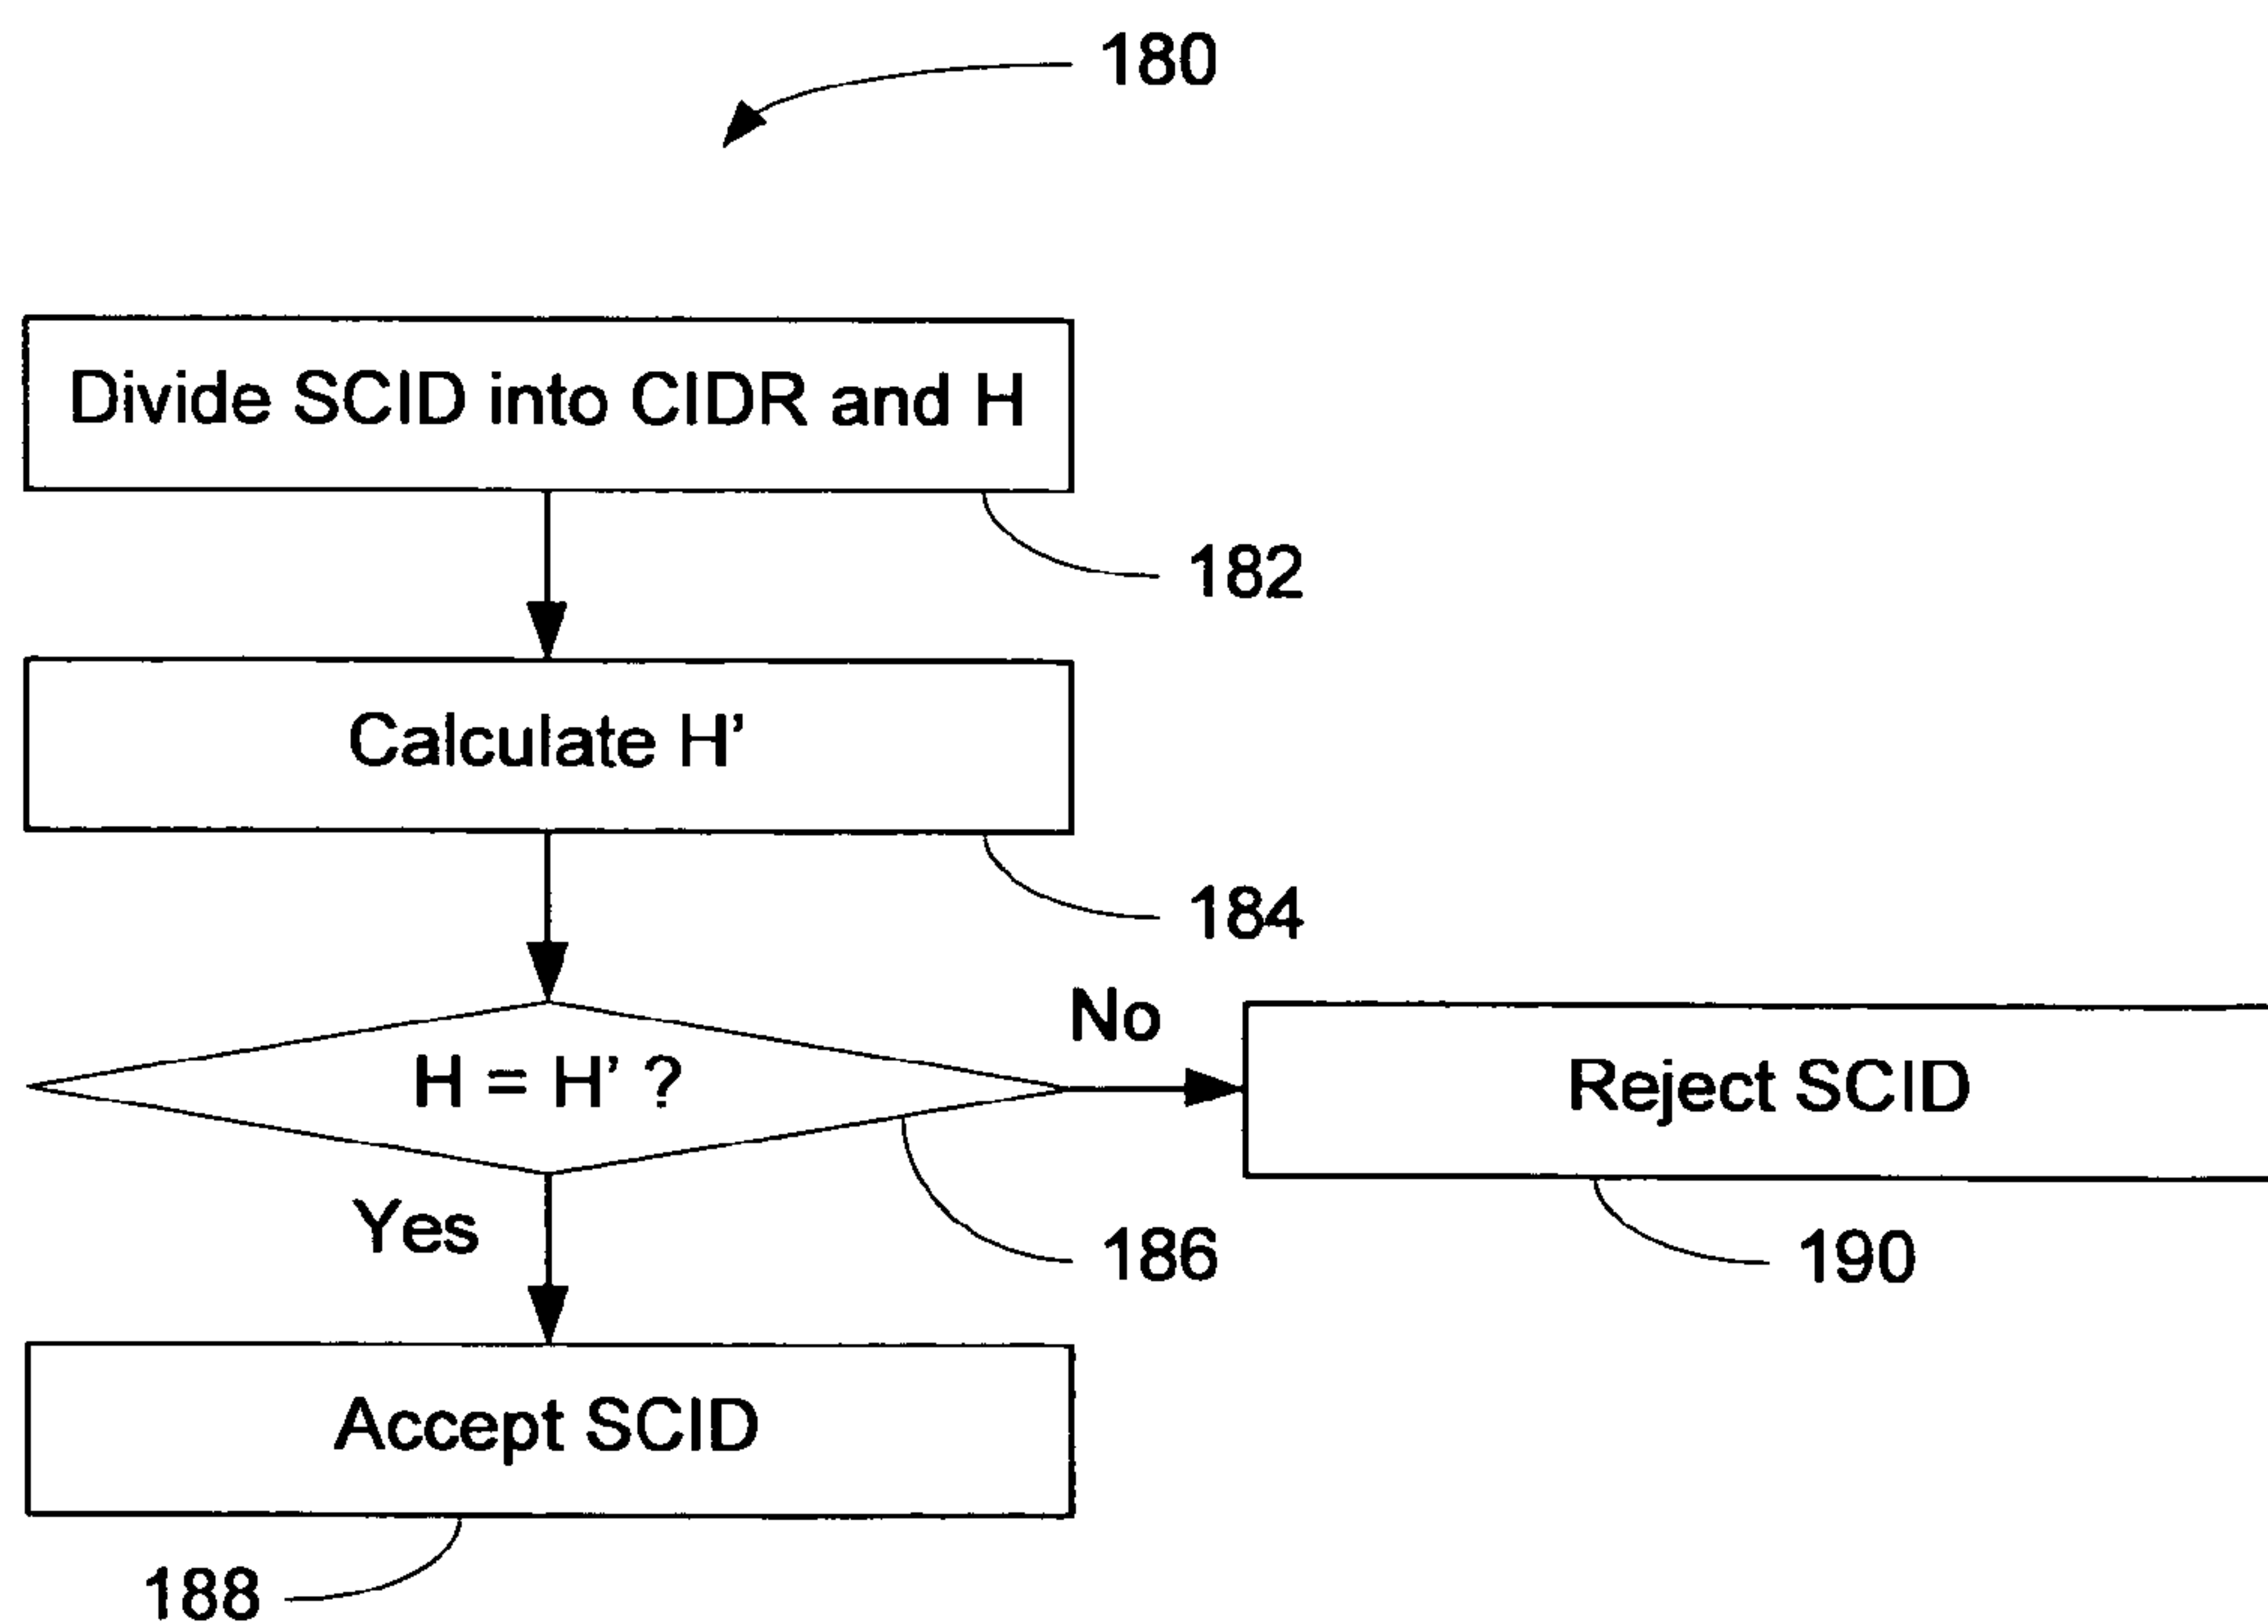 180
Divide SCID into CIDR and H
182
Calculate H’
184
H = H’ ?
No
Reject SCID
Yes
186
190
Accept SCID
188